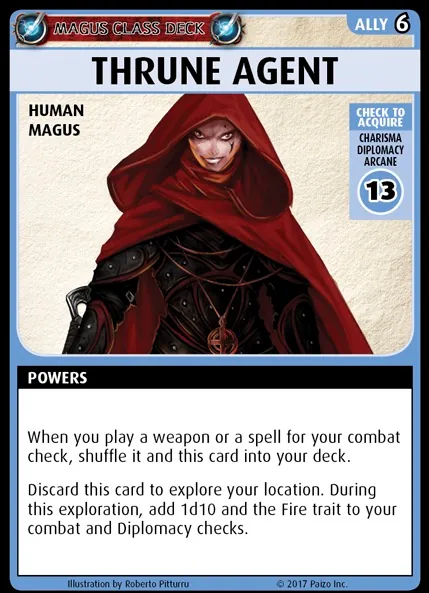 MAGUS CLASS DECK
ALLY 6
THRUNE AGENT
HUMAN
MAGUS
CHECK TO
ACQUIRE
CHARISMA
DIPLOMACY
ARCANE
13
POWERS
When you play a weapon or a spell for your combat
check, shuffle it and this card into your deck.
Discard this card to explore your location. During
this exploration, add 1d10 and the Fire trait to your
combat and Diplomacy checks.
Illustration by Roberto Pitturru
© 2017 Paizo Inc.